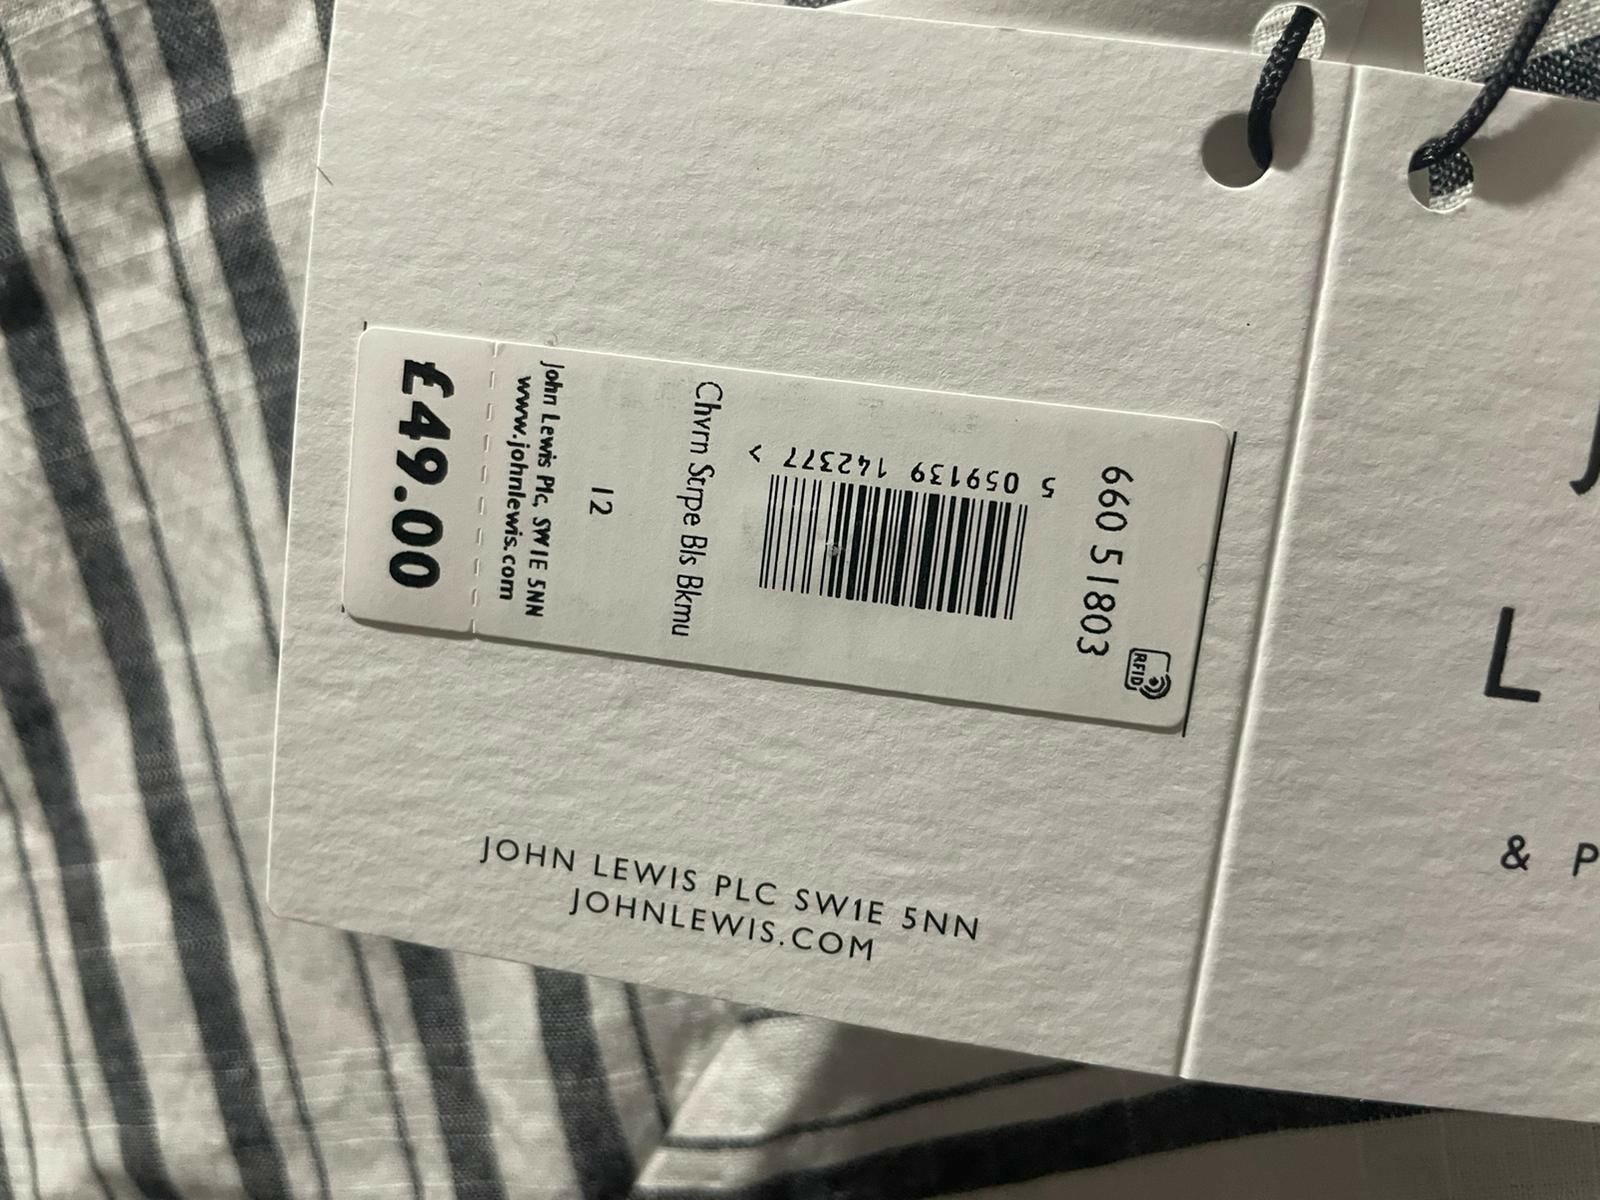 660 51803
RFID
5 059139 142377 >
Chvrn Strpe Bls Bkmu
12
John Lewis Plc, SW1E 5NN
www.johnlewis.com
£49.00
JOHN LEWIS PLC SW1E 5NN
JOHNLEWIS.COM
J
L
& P